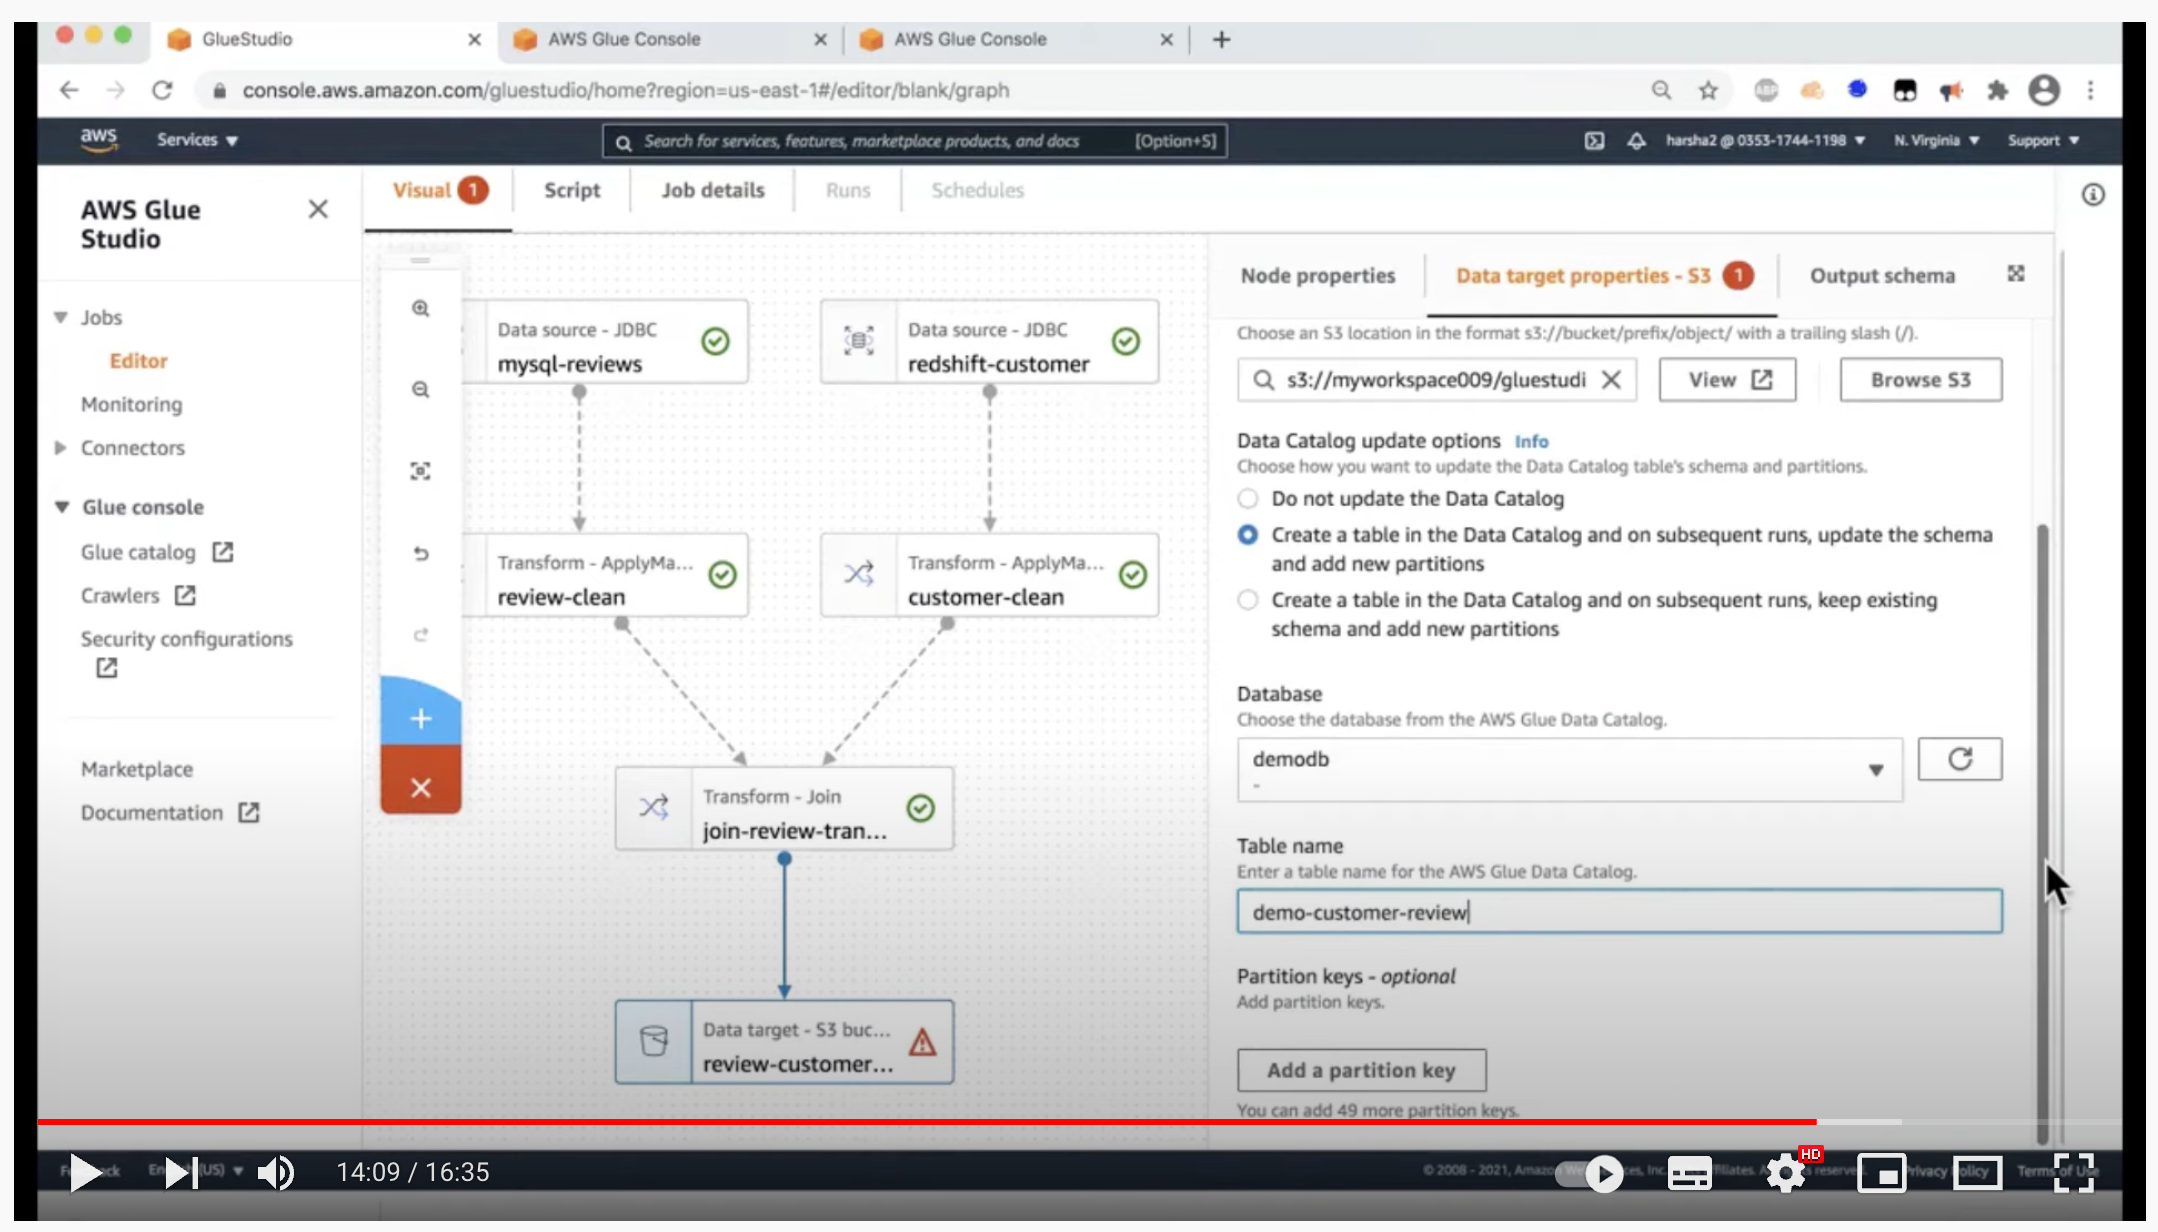 GlueStudio
AWS Glue Console
AWS Glue Console
console.aws.amazon.com/gluestudio/home?region=us-east-1#/editor/blank/graph
ABP
aws
Services
Search for services, features, marketplace products, and docs
[Option+S]
harsha2 @ 0353-1744-1198
N. Virginia
Support
AWS Glue
Studio
Jobs
Editor
Monitoring
Connectors
Glue console
Glue catalog
Crawlers
Security configurations
Marketplace
Documentation
Visual 1
Script
Job details
Runs
Schedules
Data source - JDBC
mysql-reviews
Data source - JDBC
redshift-customer
Transform - ApplyMa...
review-clean
Transform - ApplyMa...
customer-clean
Transform - Join
join-review-tran...
Data target - S3 buc...
review-customer...
Node properties
Data target properties - S3 1
Output schema
Choose an S3 location in the format s3://bucket/prefix/object/ with a trailing slash (/).
s3://myworkspace009/gluestudi
View
Browse S3
Data Catalog update options Info
Choose how you want to update the Data Catalog table's schema and partitions.
Do not update the Data Catalog
Create a table in the Data Catalog and on subsequent runs, update the schema
and add new partitions
Create a table in the Data Catalog and on subsequent runs, keep existing
schema and add new partitions
Database
Choose the database from the AWS Glue Data Catalog.
demodb
-
Table name
Enter a table name for the AWS Glue Data Catalog.
demo-customer-review
Partition keys - optional
Add partition keys.
Add a partition key
You can add 49 more partition keys.
14:09 / 16:35
HD
(US)
© 2008 - 2021, Amazon
Inc.
Terms of Use